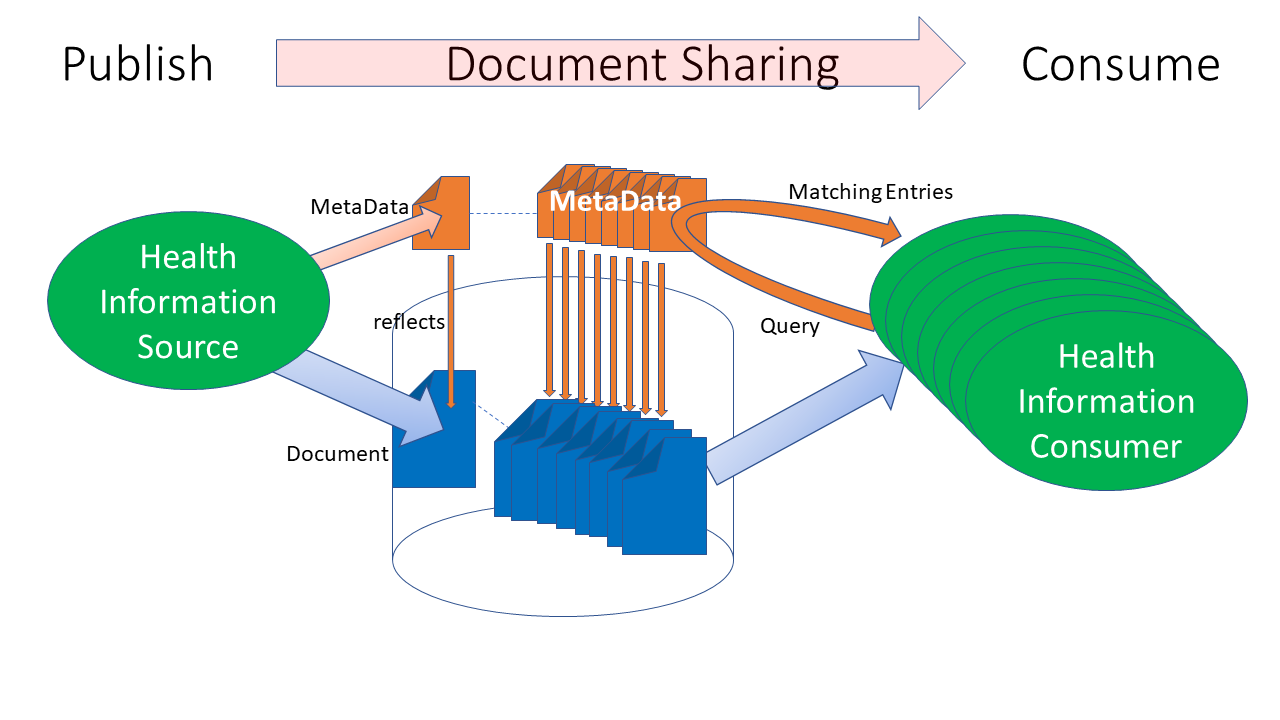 Publish
Document Sharing
Consume
MetaData
MetaData
Matching Entries
Health
Information
Source
reflects
Query
Document
Health
Information
Consumer